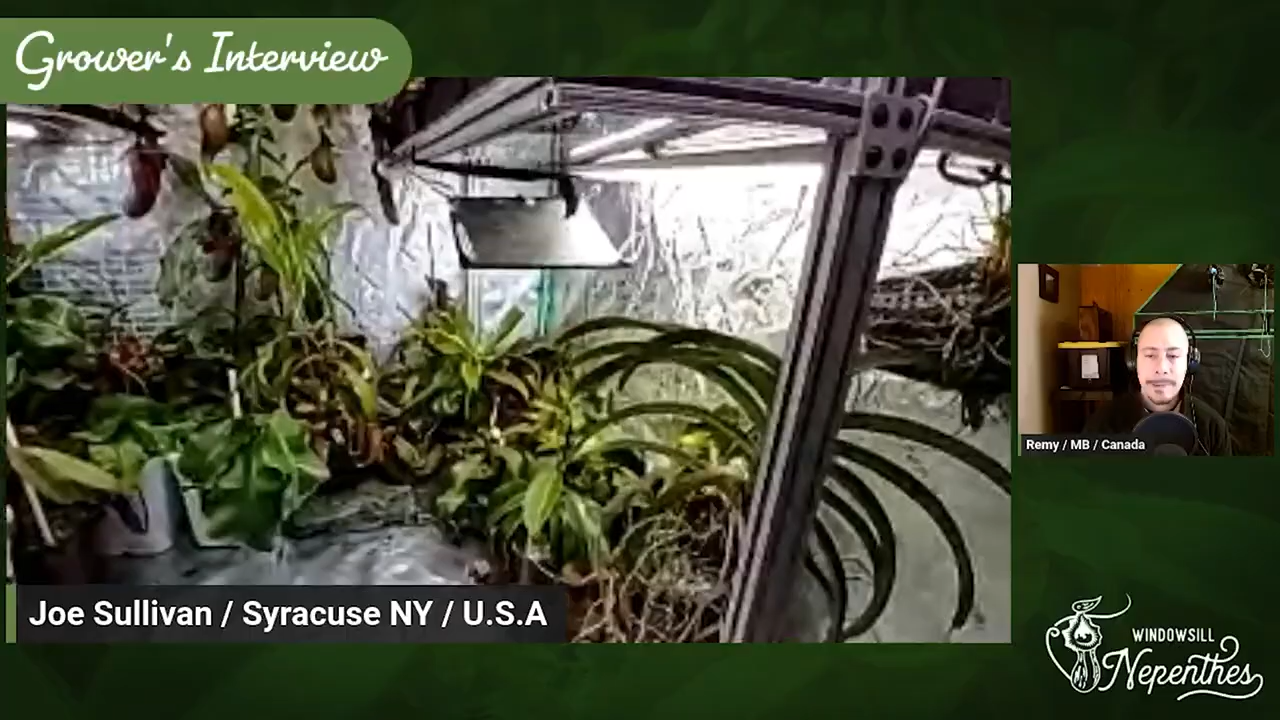 Grower's Interview
Remy / MB / Canada
Joe Sullivan / Syracuse NY / U.S.A
WINDOWSILL
Nepenthes